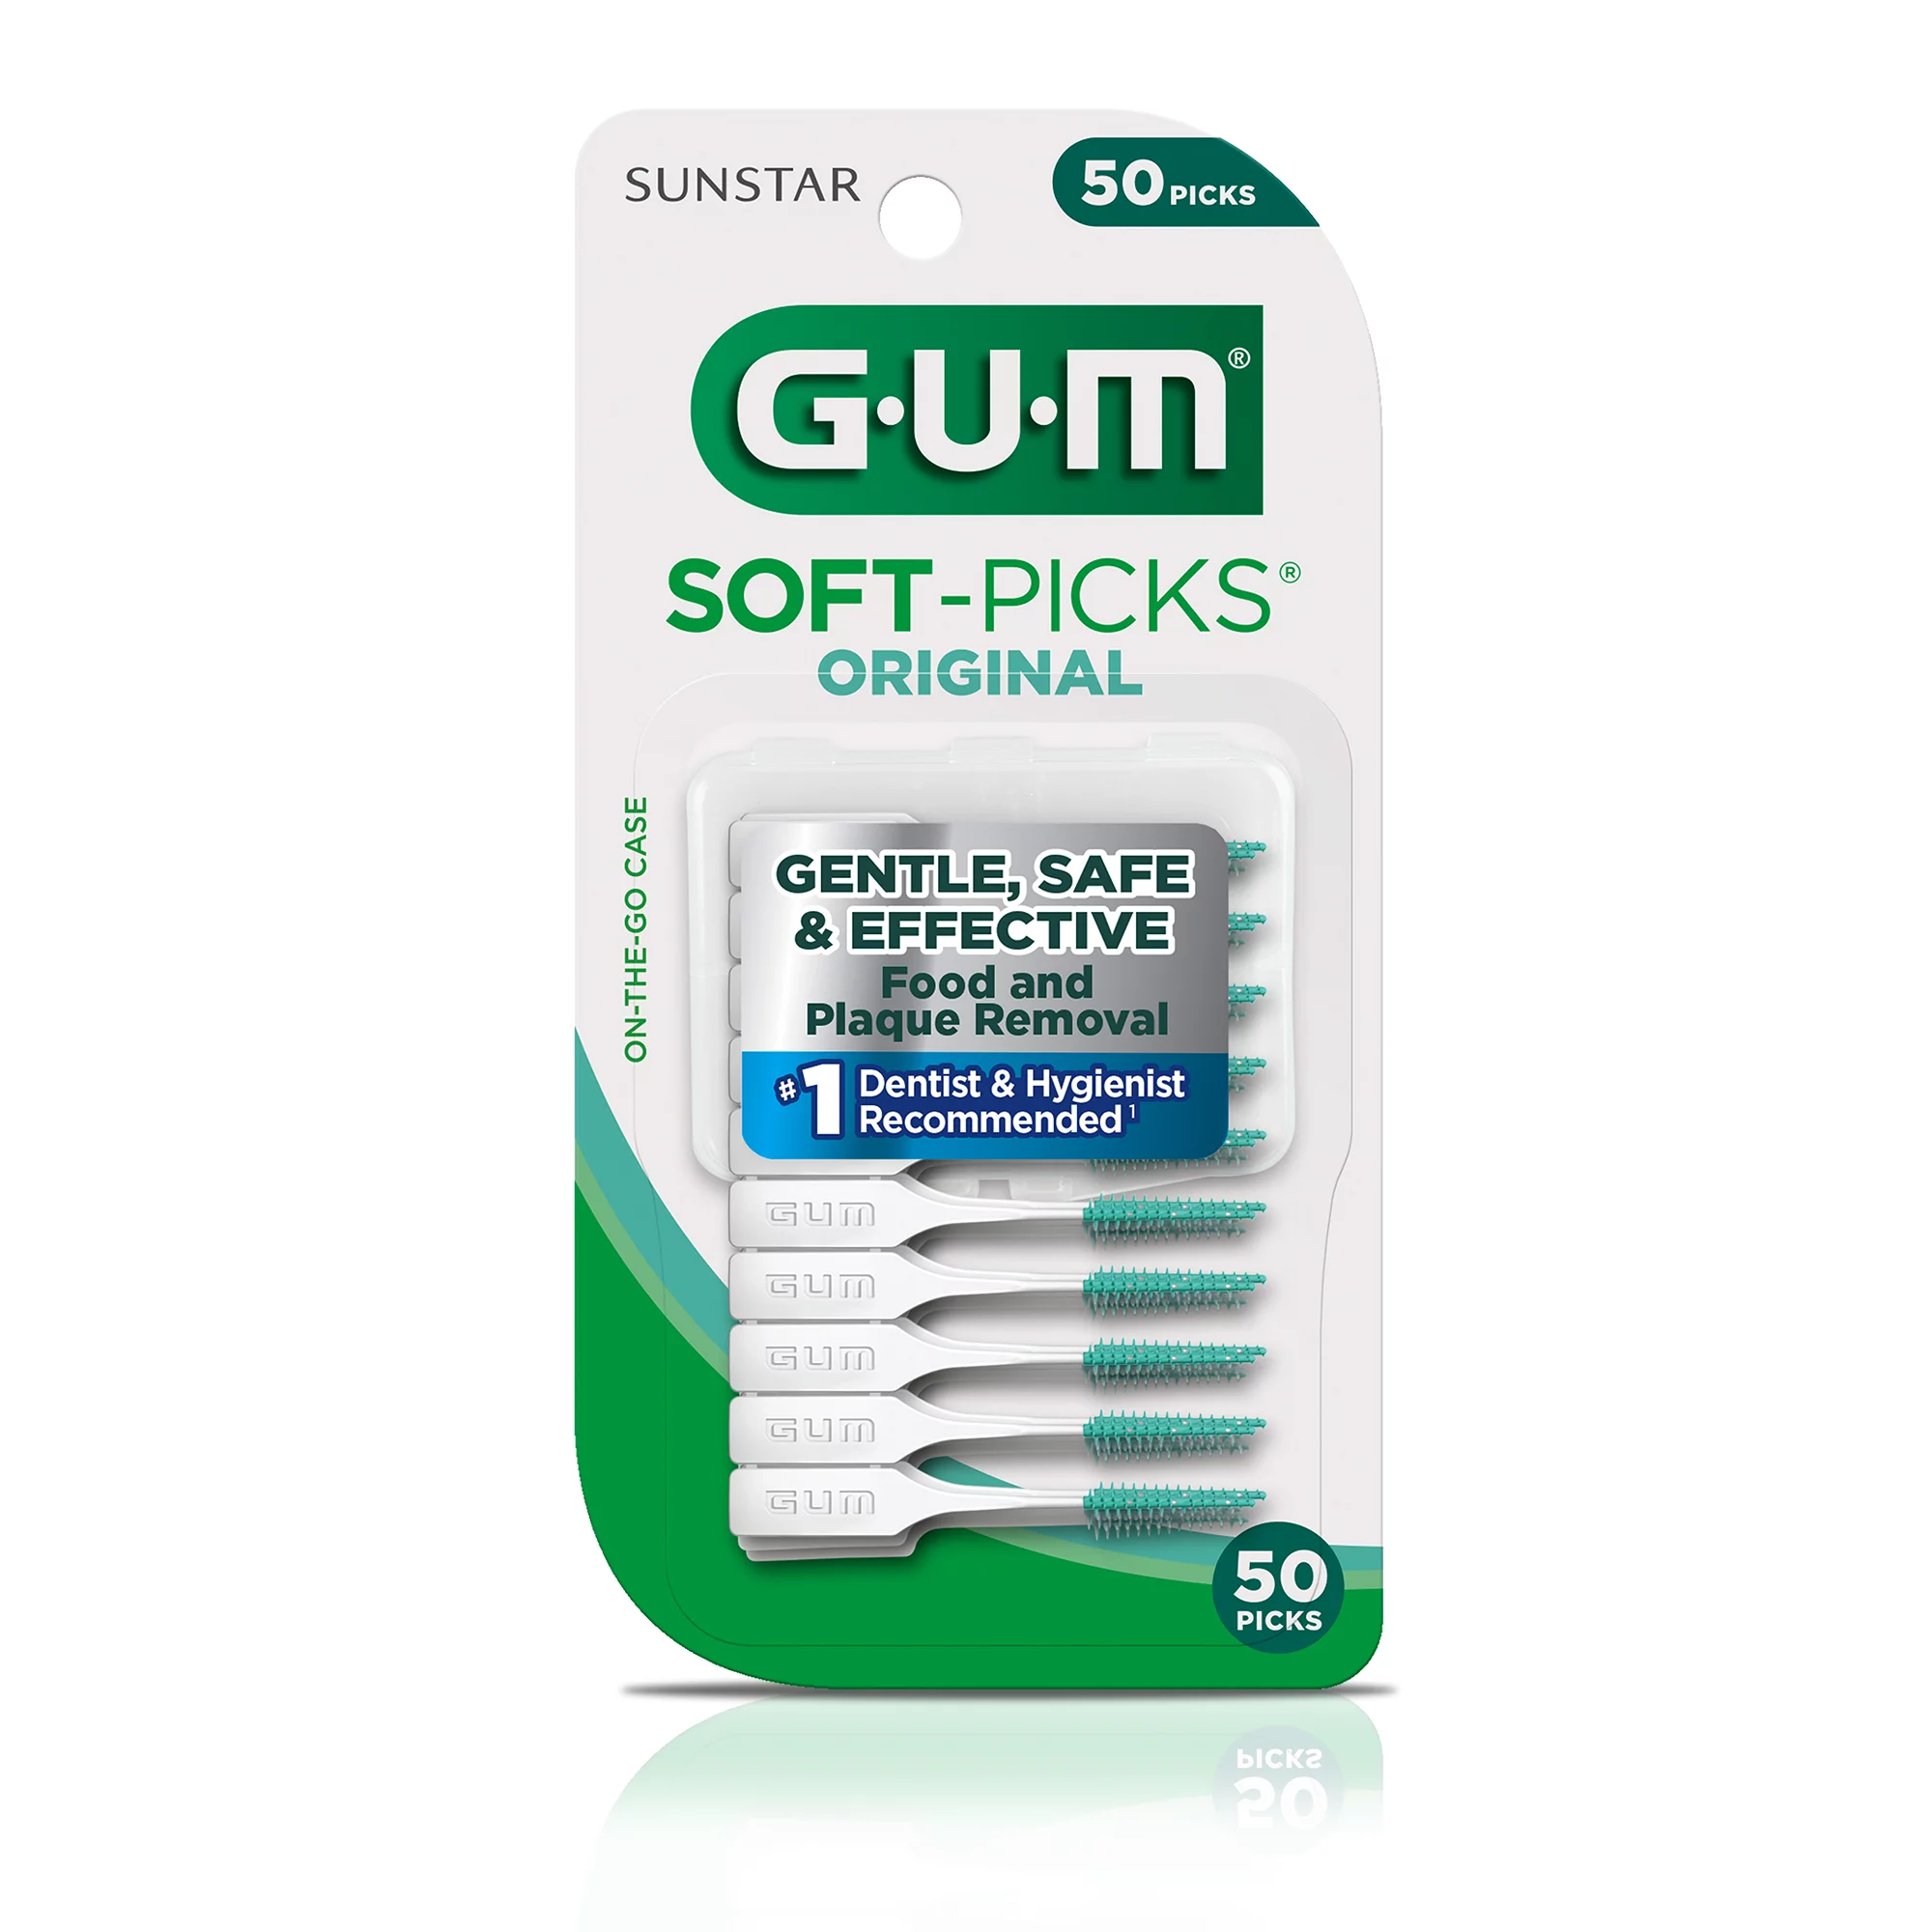 SUNSTAR
50 PICKS
G·U·M®
SOFT-PICKS®
ORIGINAL
ON-THE-GO CASE
GENTLE, SAFE
& EFFECTIVE
Food and
Plaque Removal
#1 Dentist & Hygienist
Recommended¹
GUM
GUM
GUM
GUM
GUM
50
PICKS